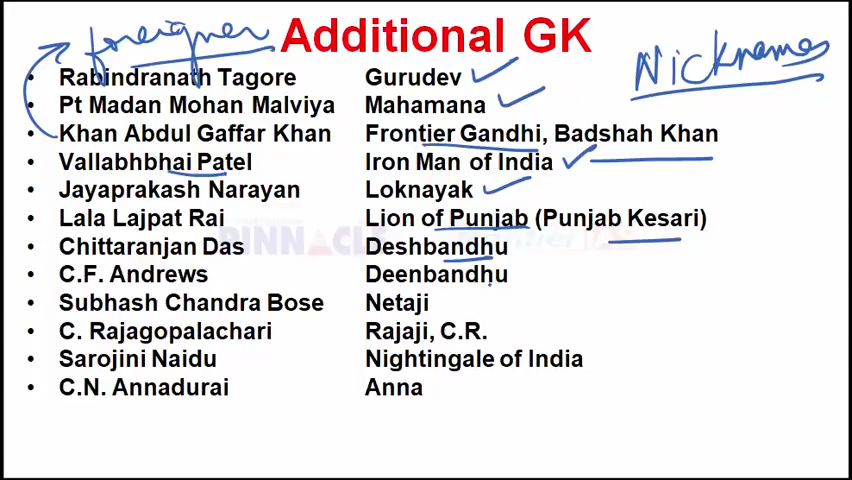 foreigner Additional GK
Nicknames
• Rabindranath Tagore Gurudev
• Pt Madan Mohan Malviya Mahamana
• Khan Abdul Gaffar Khan Frontier Gandhi, Badshah Khan
• Vallabhbhai Patel Iron Man of India
• Jayaprakash Narayan Loknayak
• Lala Lajpat Rai Lion of Punjab (Punjab Kesari)
PINNACLE
• Chittaranjan Das Deshbandhu
• C.F. Andrews Deenbandhu
• Subhash Chandra Bose Netaji
• C. Rajagopalachari Rajaji, C.R.
• Sarojini Naidu Nightingale of India
• C.N. Annadurai Anna